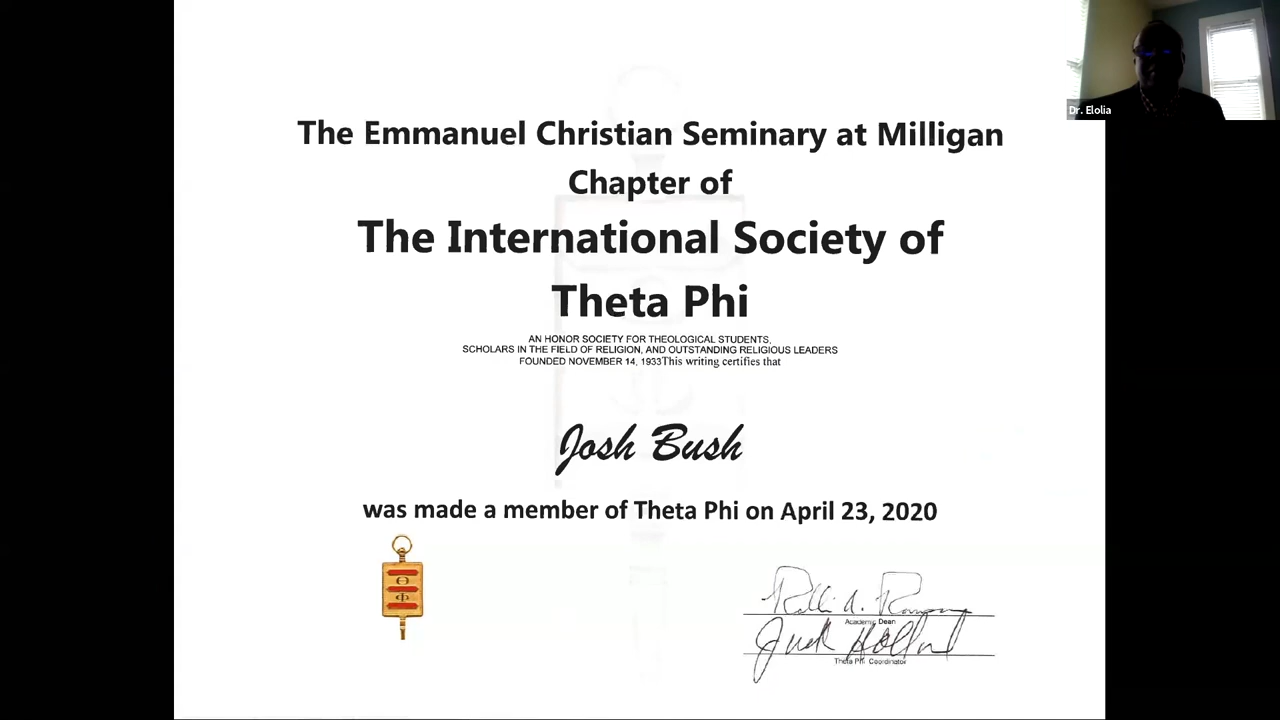 Dr. Elolia
The Emmanuel Christian Seminary at Milligan
Chapter of
The International Society of
Theta Phi
AN HONOR SOCIETY FOR THEOLOGICAL STUDENTS,
SCHOLARS IN THE FIELD OF RELIGION, AND OUTSTANDING RELIGIOUS LEADERS
FOUNDED NOVEMBER 14, 1933This writing certifies that
Josh Bush
was made a member of Theta Phi on April 23, 2020
Θ
Φ
Academic Dean
Jack Holland
Theta Phi Coordinator